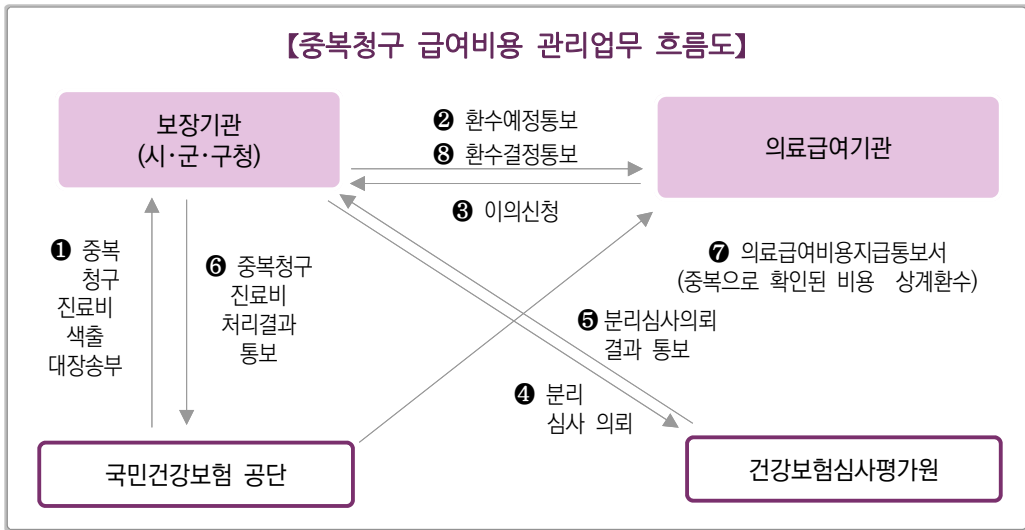 【중복청구 급여비용 관리업무 흐름도】
보장기관
(시·군·구청)
❷ 환수예정통보
❽ 환수결정통보
의료급여기관
❸ 이의신청
❶ 중복
청구
진료비
색출
대장송부
❻ 중복청구
진료비
처리결과
통보
❼ 의료급여비용지급통보서
(중복으로 확인된 비용 상계환수)
❺ 분리심사의뢰
결과 통보
❹ 분리
심사 의뢰
국민건강보험 공단
건강보험심사평가원